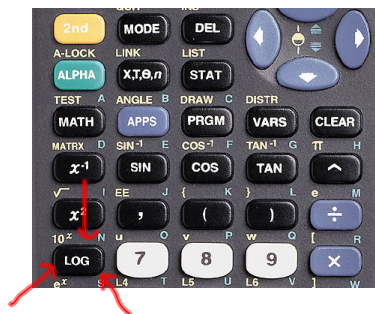 QUIT INS
2nd MODE DEL
A-LOCK LINK LIST
ALPHA X,T,θ,n STAT
TEST A ANGLE B DRAW C DISTR
MATH APPS PRGM VARS CLEAR
MATRX D SIN⁻¹ E COS⁻¹ F TAN⁻¹ G π H
x⁻¹ SIN COS TAN ^
√‾ I EE J { K } L e M
x² , ( ) ÷
10ˣ N u O v P w Q [ R
LOG 7 8 9 ×
eˣ S L4 T L5 U L6 V ] W